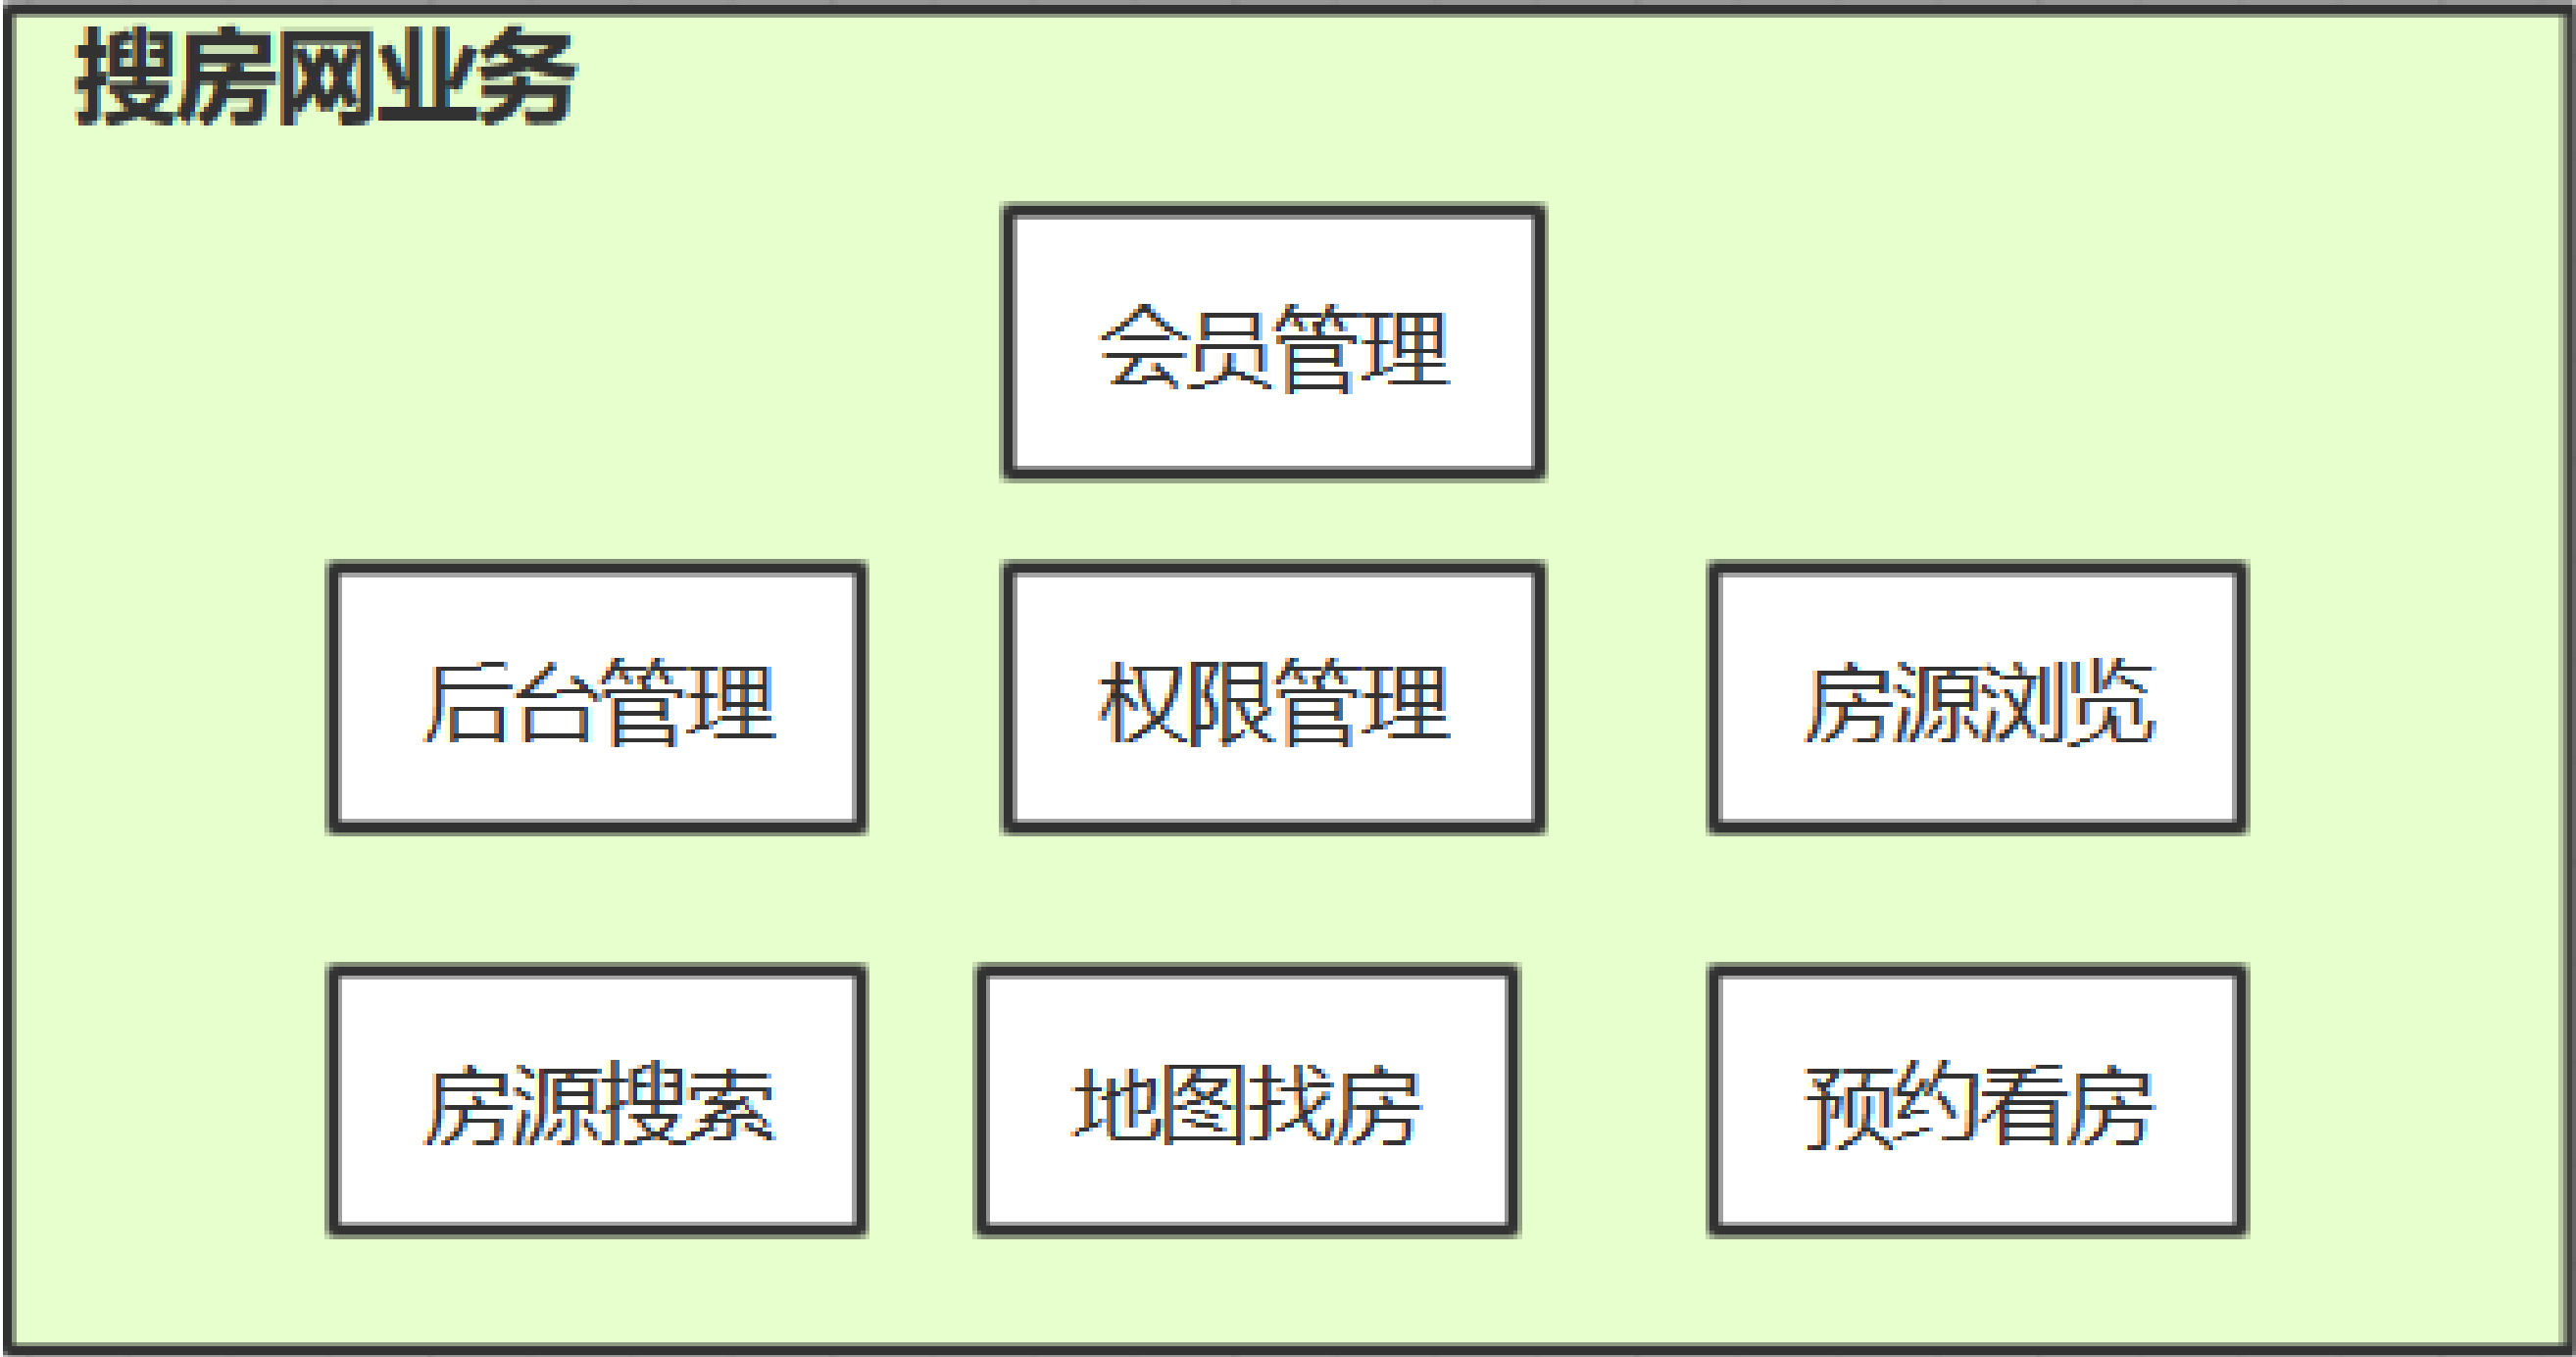 搜房网业务
会员管理
后台管理
权限管理
房源浏览
房源搜索
地图找房
预约看房